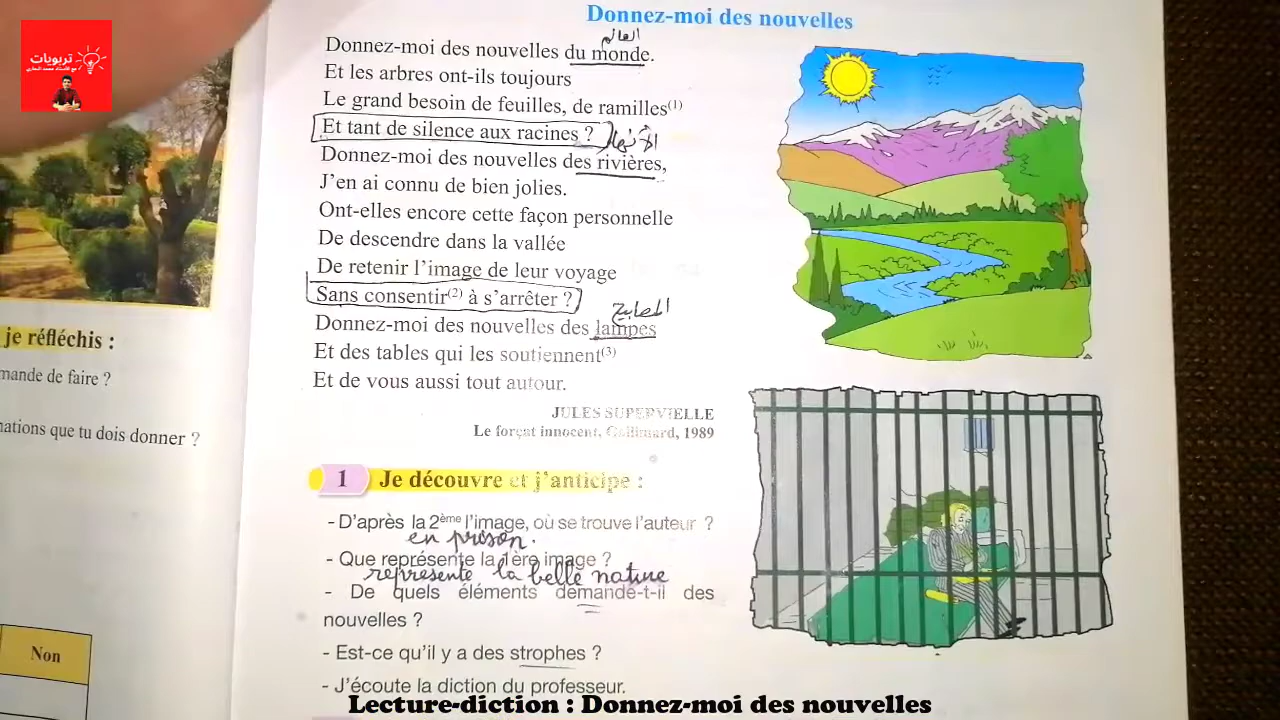 تربويات
Donnez-moi des nouvelles
العالم
Donnez-moi des nouvelles du monde.
Et les arbres ont-ils toujours
Le grand besoin de feuilles, de ramilles(1)
Et tant de silence aux racines ?
الأنهار
Donnez-moi des nouvelles des rivières,
J'en ai connu de bien jolies.
Ont-elles encore cette façon personnelle
De descendre dans la vallée
De retenir l'image de leur voyage
Sans consentir(2) à s'arrêter ?
المصابيح
Donnez-moi des nouvelles des lampes
Et des tables qui les soutiennent(3)
Et de vous aussi tout autour.
JULES SUPERVIELLE
Le forçat innocent, Gallimard, 1989
je réfléchis :
mande de faire ?
mations que tu dois donner ?
Non
1 Je découvre et j'anticipe :
- D'après la 2ème l'image, où se trouve l'auteur ?
en prison.
- Que représente la 1ère image ?
représente la belle nature
- De quels éléments demande-t-il des
nouvelles ?
- Est-ce qu'il y a des strophes ?
- J'écoute la diction du professeur.
Lecture-diction : Donnez-moi des nouvelles